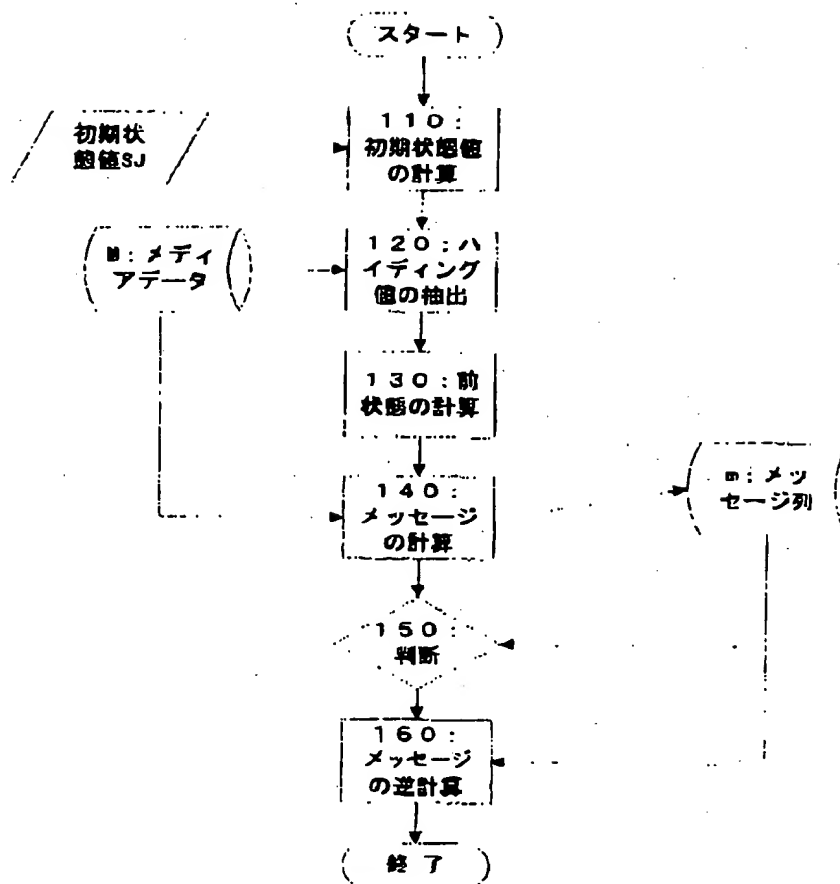 スタート
初期状
態値SJ
110:
初期状態値
の計算
M:メディ
アデータ
120:ハ
イディング
値の抽出
130:前
状態の計算
140:
メッセージ
の計算
m:メッ
セージ列
150:
判断
160:
メッセージ
の逆計算
終了